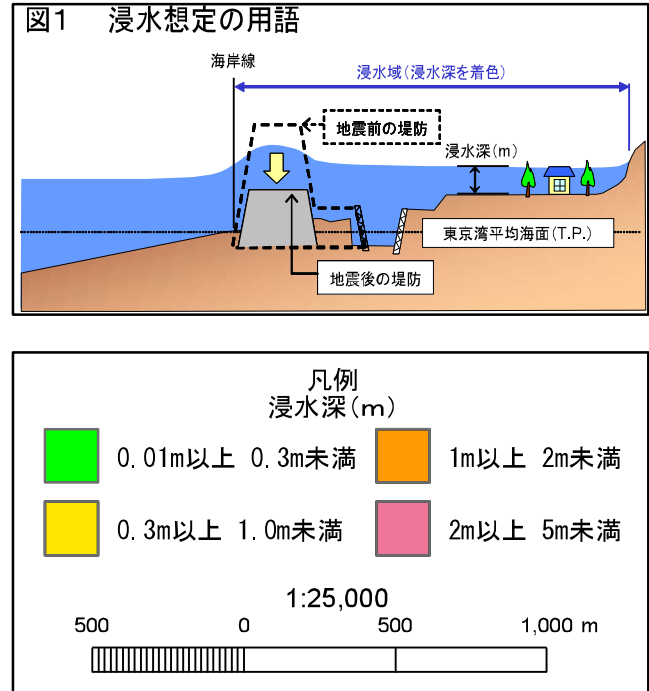 図1 浸水想定の用語
海岸線
浸水域(浸水深を着色)
地震前の堤防
浸水深(m)
東京湾平均海面(T.P.)
地震後の堤防
凡例
浸水深(m)
0.01m以上 0.3m未満
1m以上 2m未満
0.3m以上 1.0m未満
2m以上 5m未満
1:25,000
500 0 500 1,000 m